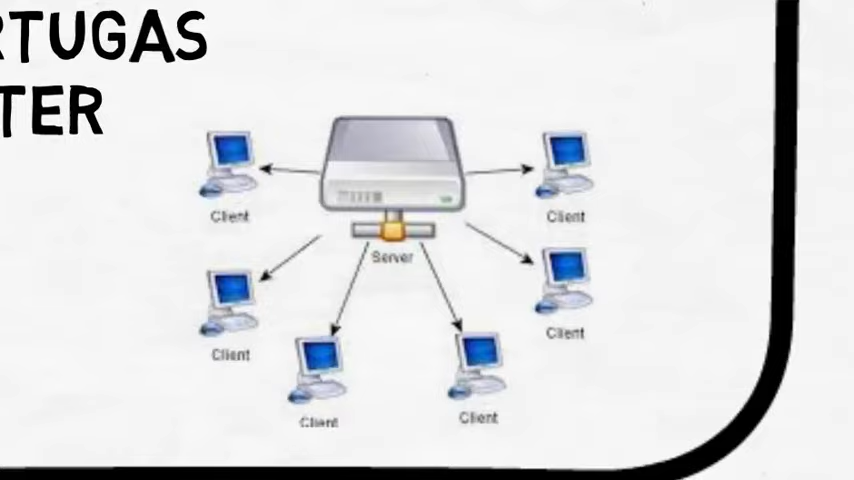 RTUGAS
TER
Client
Client
Server
Client
Client
Client
Client